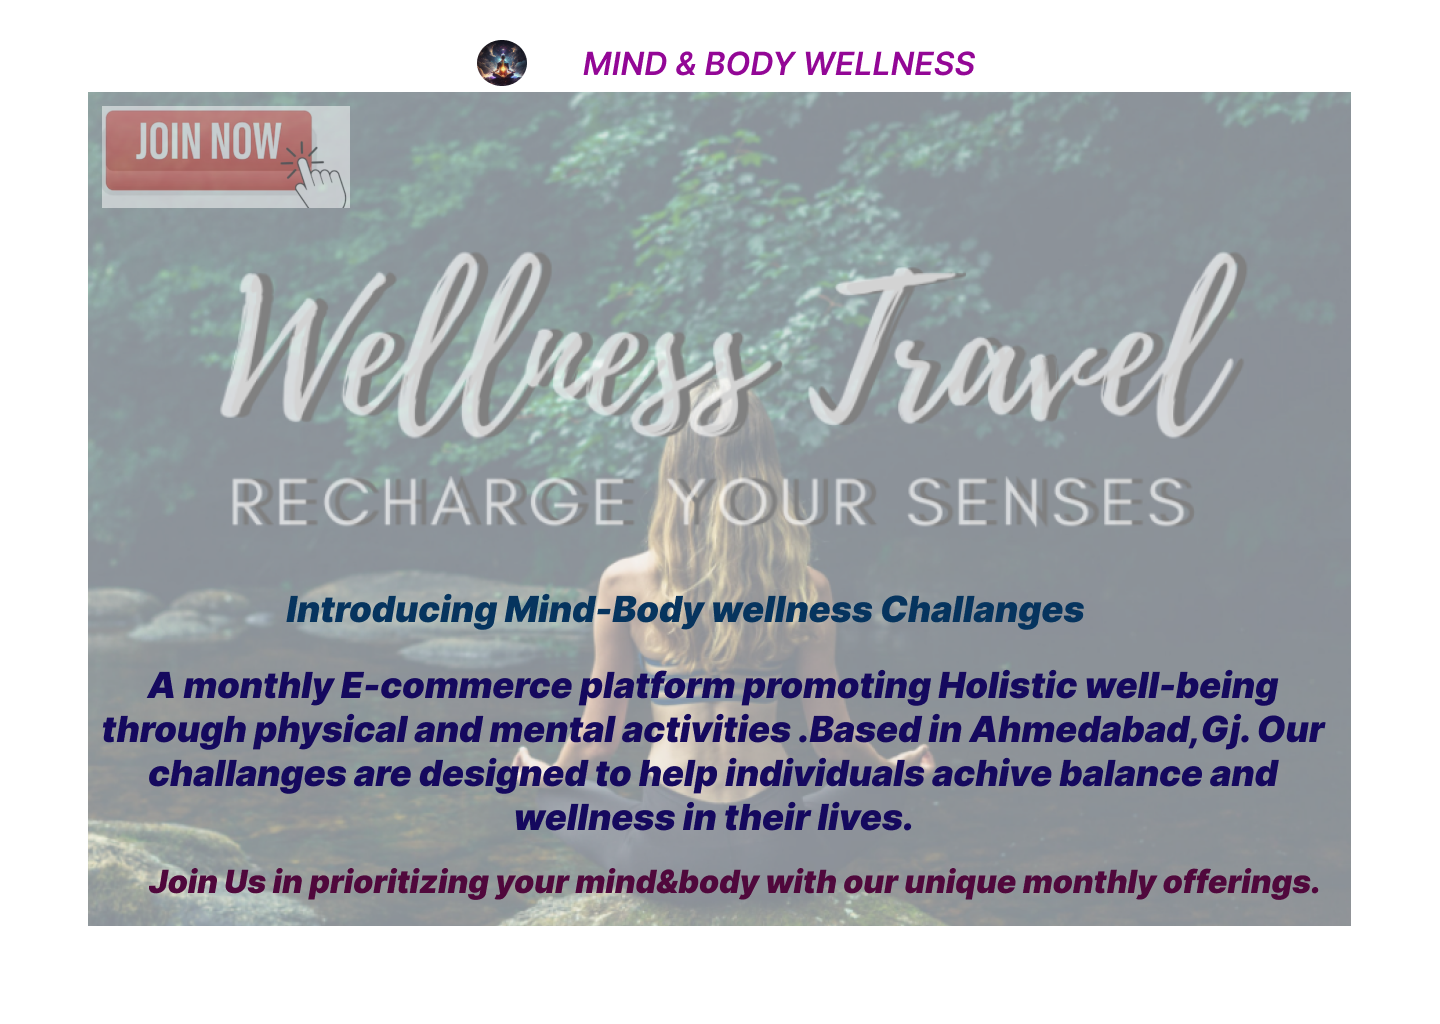 MIND & BODY WELLNESS
JOIN NOW
Wellness Travel
RECHARGE YOUR SENSES
Introducing Mind-Body wellness Challanges
A monthly E-commerce platform promoting Holistic well-being
through physical and mental activities .Based in Ahmedabad,Gj. Our
challanges are designed to help individuals achive balance and
wellness in their lives.
Join Us in prioritizing your mind&body with our unique monthly offerings.